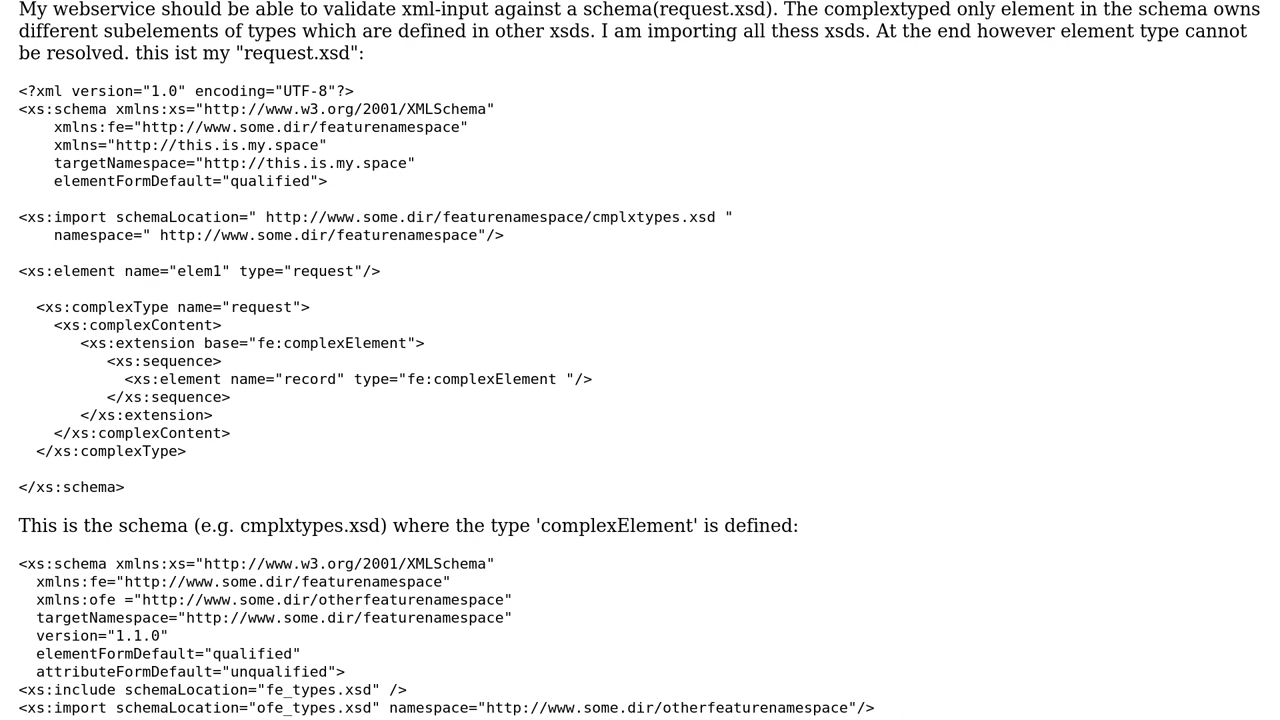 My webservice should be able to validate xml-input against a schema(request.xsd). The complextyped only element in the schema owns
different subelements of types which are defined in other xsds. I am importing all thess xsds. At the end however element type cannot
be resolved. this ist my "request.xsd":
<?xml version="1.0" encoding="UTF-8"?>
<xs:schema xmlns:xs="http://www.w3.org/2001/XMLSchema"
    xmlns:fe="http://www.some.dir/featurenamespace"
    xmlns="http://this.is.my.space"
    targetNamespace="http://this.is.my.space"
    elementFormDefault="qualified">
<xs:import schemaLocation=" http://www.some.dir/featurenamespace/cmplxtypes.xsd "
    namespace=" http://www.some.dir/featurenamespace"/>
<xs:element name="elem1" type="request"/>
  <xs:complexType name="request">
    <xs:complexContent>
       <xs:extension base="fe:complexElement">
          <xs:sequence>
            <xs:element name="record" type="fe:complexElement "/>
          </xs:sequence>
       </xs:extension>
    </xs:complexContent>
  </xs:complexType>
</xs:schema>
This is the schema (e.g. cmplxtypes.xsd) where the type 'complexElement' is defined:
<xs:schema xmlns:xs="http://www.w3.org/2001/XMLSchema"
  xmlns:fe="http://www.some.dir/featurenamespace"
  xmlns:ofe ="http://www.some.dir/otherfeaturenamespace"
  targetNamespace="http://www.some.dir/featurenamespace"
  version="1.1.0"
  elementFormDefault="qualified"
  attributeFormDefault="unqualified">
<xs:include schemaLocation="fe_types.xsd" />
<xs:import schemaLocation="ofe_types.xsd" namespace="http://www.some.dir/otherfeaturenamespace"/>